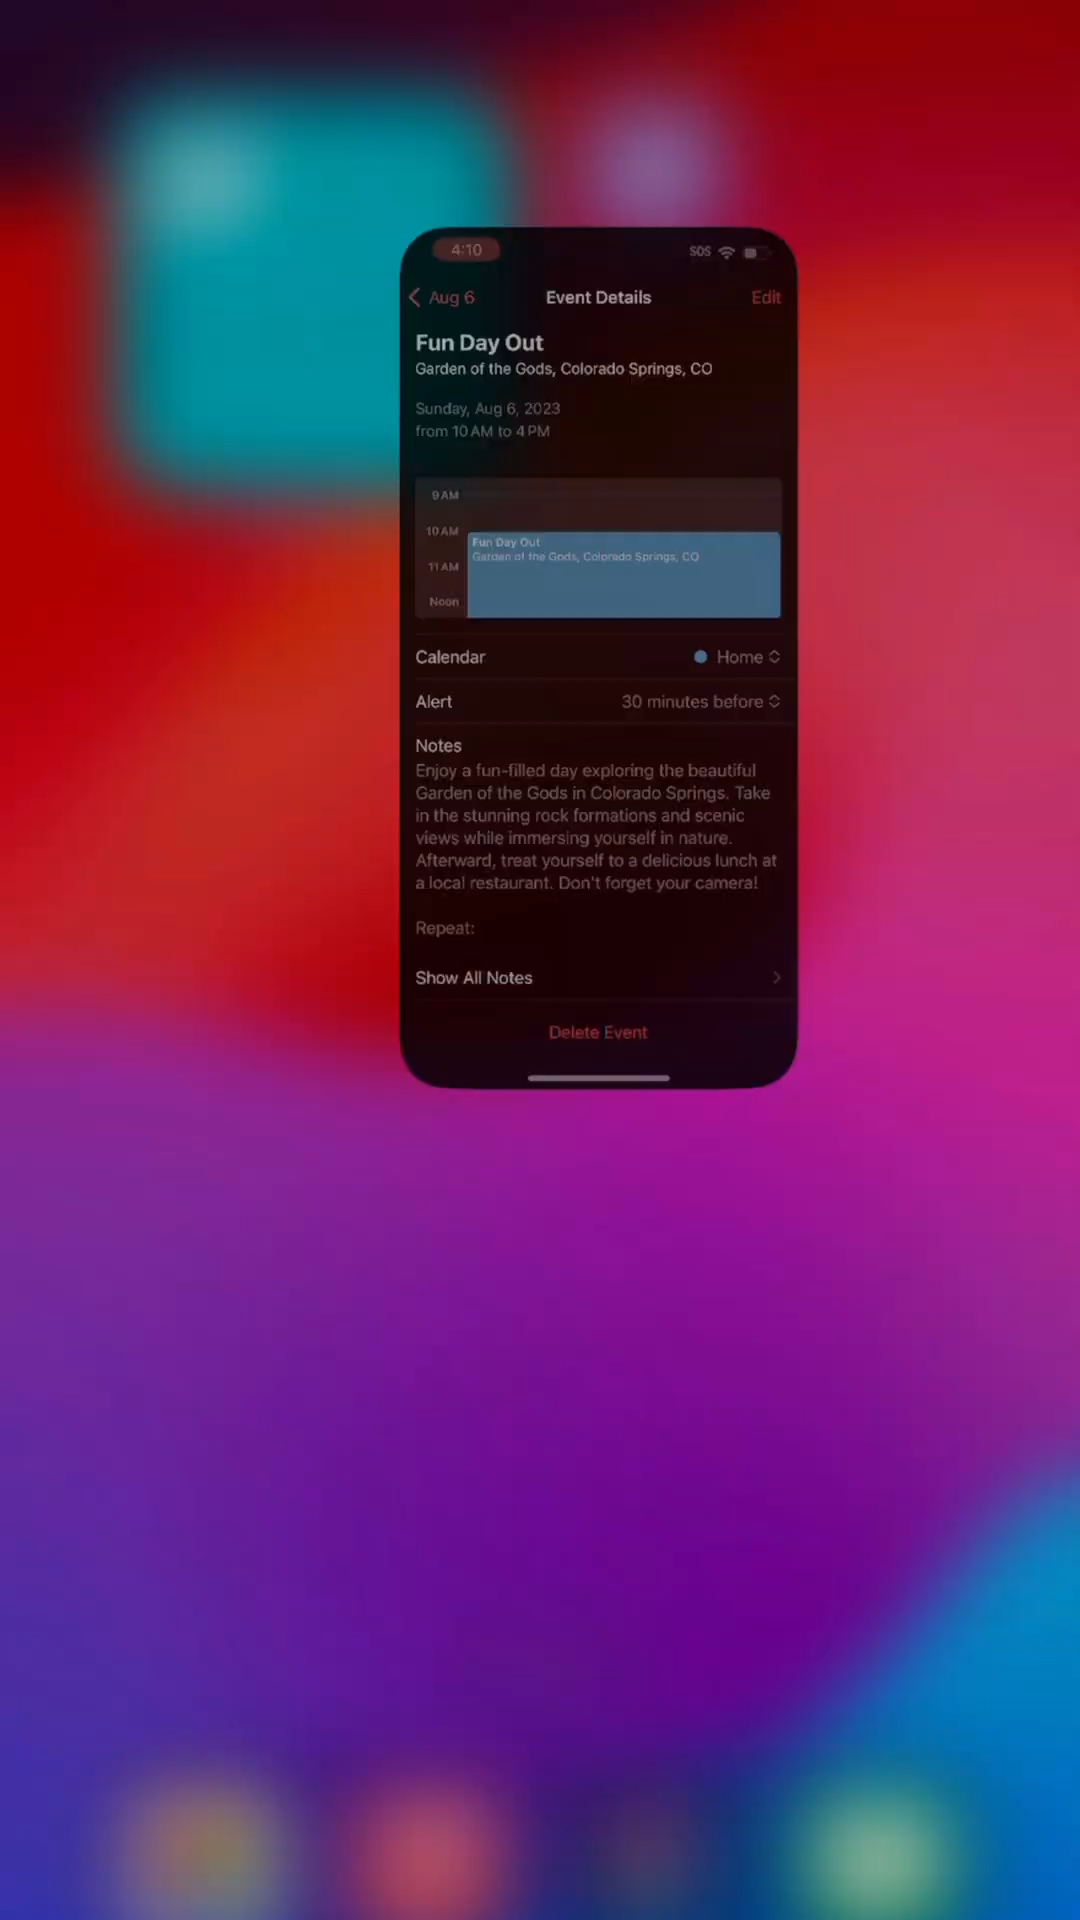 4:10 SOS
Aug 6 Event Details Edit
Fun Day Out
Garden of the Gods, Colorado Springs, CO
Sunday, Aug 6, 2023
from 10 AM to 4 PM
9 AM
10 AM
Fun Day Out
Garden of the Gods, Colorado Springs, CO
11 AM
Noon
Calendar Home
Alert 30 minutes before
Notes
Enjoy a fun-filled day exploring the beautiful
Garden of the Gods in Colorado Springs. Take
in the stunning rock formations and scenic
views while immersing yourself in nature.
Afterward, treat yourself to a delicious lunch at
a local restaurant. Don't forget your camera!
Repeat:
Show All Notes
Delete Event